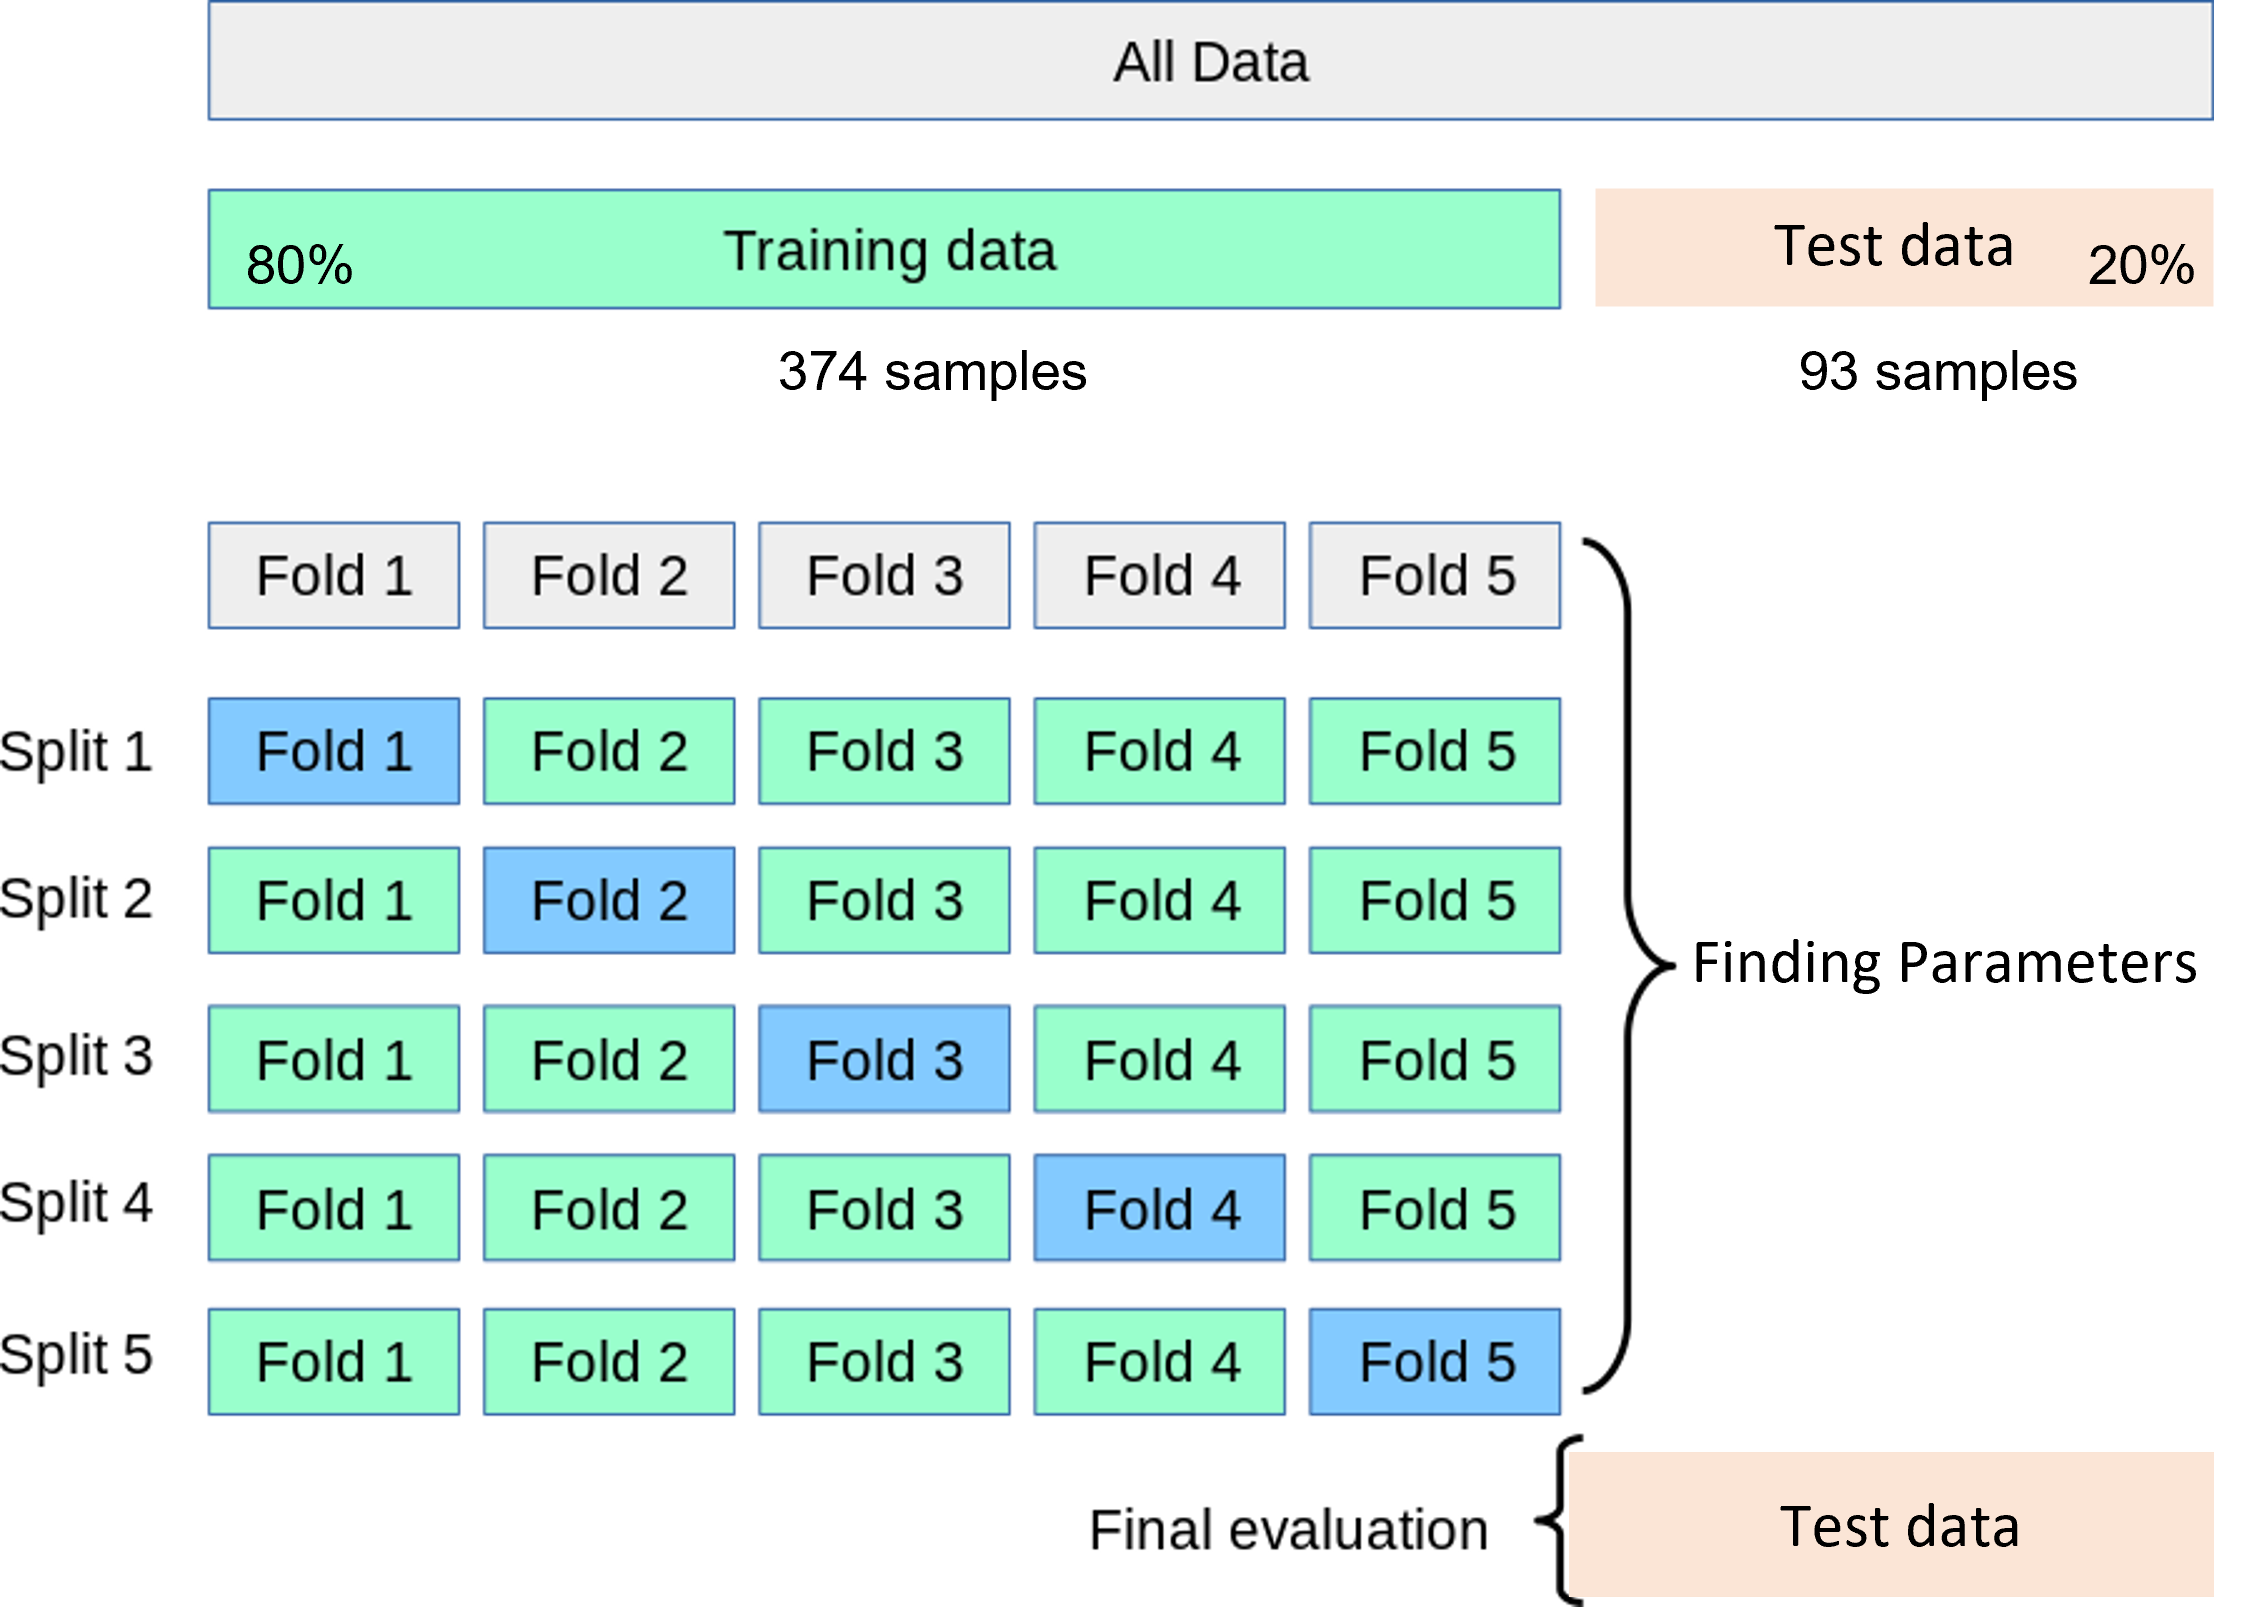 All Data
80%
Training data
Test data
20%
374 samples
93 samples
Fold 1 Fold 2 Fold 3 Fold 4 Fold 5
Split 1 Fold 1 Fold 2 Fold 3 Fold 4 Fold 5
Split 2 Fold 1 Fold 2 Fold 3 Fold 4 Fold 5
Finding Parameters
Split 3 Fold 1 Fold 2 Fold 3 Fold 4 Fold 5
Split 4 Fold 1 Fold 2 Fold 3 Fold 4 Fold 5
Split 5 Fold 1 Fold 2 Fold 3 Fold 4 Fold 5
Final evaluation
Test data